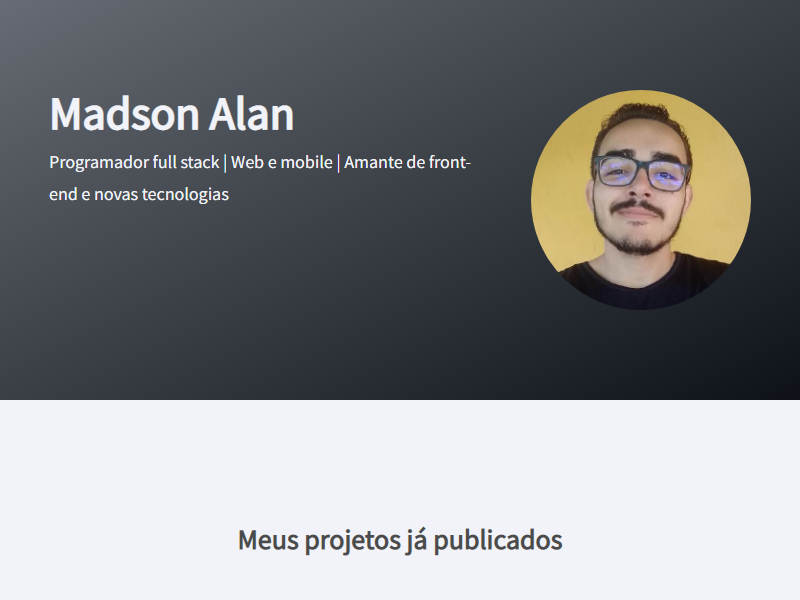 Madson Alan
Programador full stack | Web e mobile | Amante de front-
end e novas tecnologias
Meus projetos já publicados